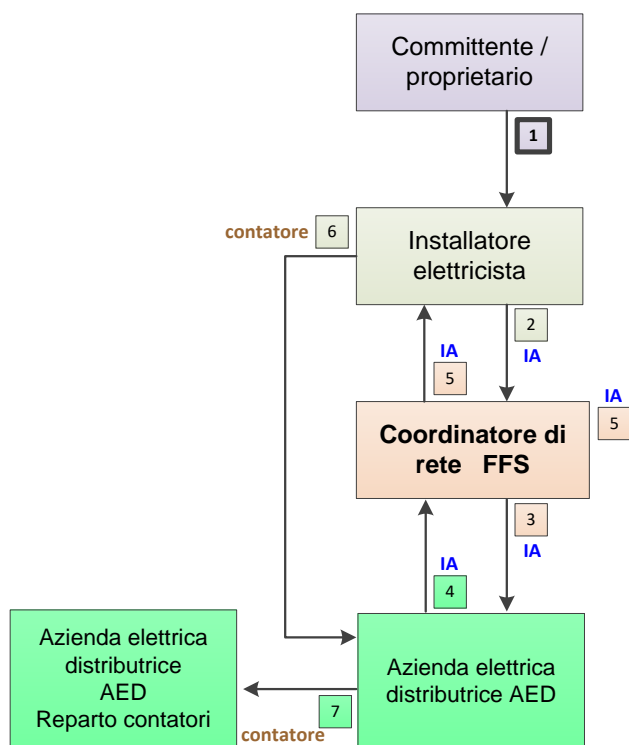 Committente /
proprietario
1
contatore 6
Installatore
elettricista
2
IA
IA
5
IA
5
Coordinatore di
rete FFS
3
IA
IA
4
Azienda elettrica
distributrice
AED
Reparto contatori
Azienda elettrica
distributrice AED
7
contatore